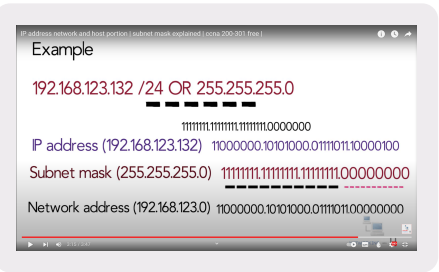 IP address network and host portion | subnet mask explained | ccna 200-301 free |
Example
192.168.123.132 /24 OR 255.255.255.0
11111111.11111111.11111111.0000000
IP address (192.168.123.132) 11000000.10101000.01111011.10000100
Subnet mask (255.255.255.0) 11111111.11111111.11111111.00000000
Network address (192.168.123.0) 11000000.10101000.01111011.00000000